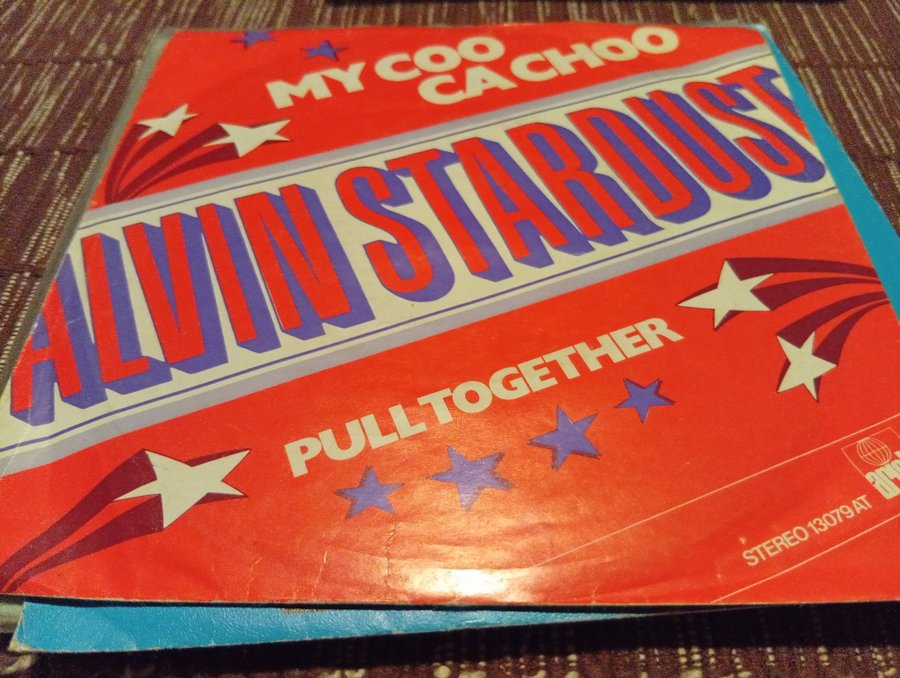 MY COO
CA CHOO
ALVIN STARDUST
PULL TOGETHER
STEREO 13079 AT